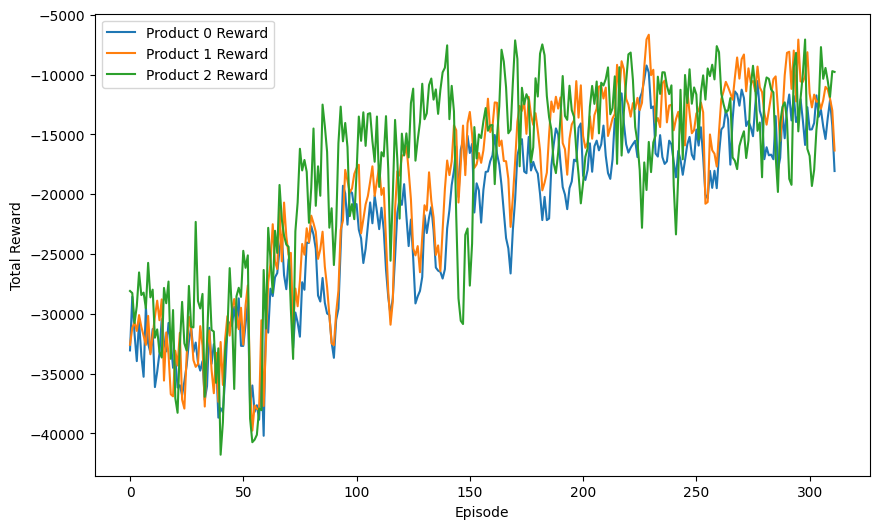 Product 0 Reward
Product 1 Reward
Product 2 Reward
−5000
−10000
−15000
−20000
−25000
−30000
−35000
−40000
Total Reward
0 50 100 150 200 250 300
Episode